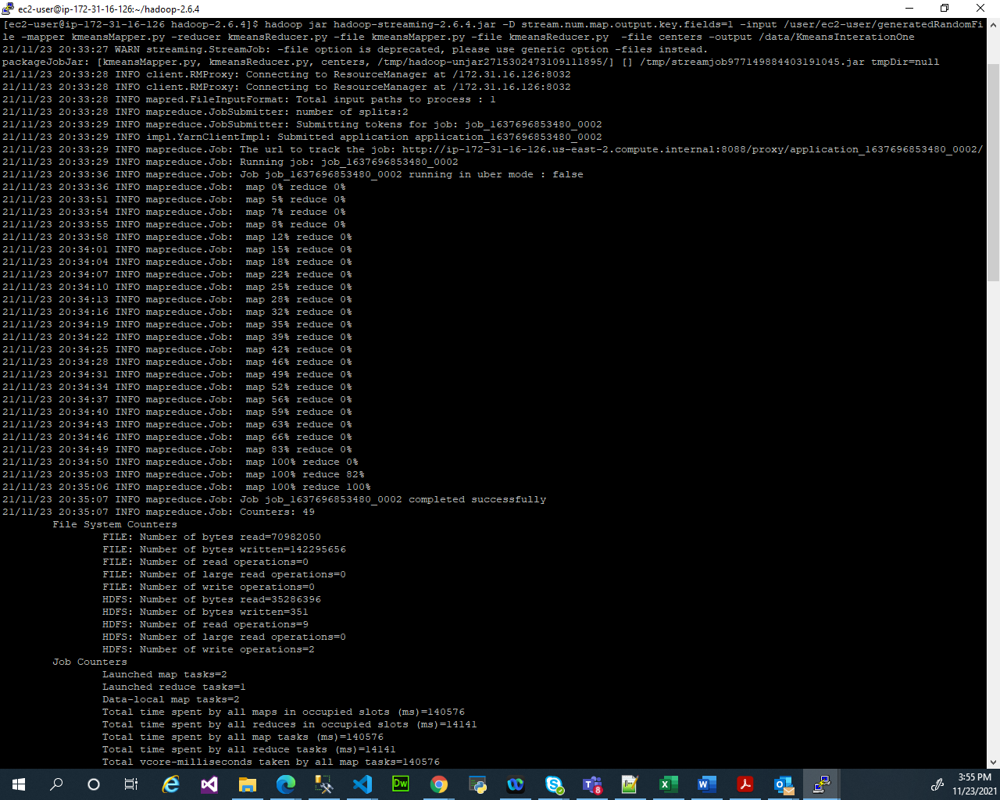 ec2-user@ip-172-31-16-126:~/hadoop-2.6.4
[ec2-user@ip-172-31-16-126 hadoop-2.6.4]$ hadoop jar hadoop-streaming-2.6.4.jar -D stream.num.map.output.key.fields=1 -input /user/ec2-user/generatedRandomFi
le -mapper kmeansMapper.py -reducer kmeansReducer.py -file kmeansMapper.py -file kmeansReducer.py  -file centers -output /data/KmeansInterationOne
21/11/23 20:33:27 WARN streaming.StreamJob: -file option is deprecated, please use generic option -files instead.
packageJobJar: [kmeansMapper.py, kmeansReducer.py, centers, /tmp/hadoop-unjar2715302473109111895/] [] /tmp/streamjob977149884403191045.jar tmpDir=null
21/11/23 20:33:28 INFO client.RMProxy: Connecting to ResourceManager at /172.31.16.126:8032
21/11/23 20:33:28 INFO client.RMProxy: Connecting to ResourceManager at /172.31.16.126:8032
21/11/23 20:33:28 INFO mapred.FileInputFormat: Total input paths to process : 1
21/11/23 20:33:28 INFO mapreduce.JobSubmitter: number of splits:2
21/11/23 20:33:29 INFO mapreduce.JobSubmitter: Submitting tokens for job: job_1637696853480_0002
21/11/23 20:33:29 INFO impl.YarnClientImpl: Submitted application application_1637696853480_0002
21/11/23 20:33:29 INFO mapreduce.Job: The url to track the job: http://ip-172-31-16-126.us-east-2.compute.internal:8088/proxy/application_1637696853480_0002/
21/11/23 20:33:29 INFO mapreduce.Job: Running job: job_1637696853480_0002
21/11/23 20:33:36 INFO mapreduce.Job: Job job_1637696853480_0002 running in uber mode : false
21/11/23 20:33:36 INFO mapreduce.Job:  map 0% reduce 0%
21/11/23 20:33:51 INFO mapreduce.Job:  map 5% reduce 0%
21/11/23 20:33:54 INFO mapreduce.Job:  map 7% reduce 0%
21/11/23 20:33:55 INFO mapreduce.Job:  map 8% reduce 0%
21/11/23 20:33:58 INFO mapreduce.Job:  map 12% reduce 0%
21/11/23 20:34:01 INFO mapreduce.Job:  map 15% reduce 0%
21/11/23 20:34:04 INFO mapreduce.Job:  map 18% reduce 0%
21/11/23 20:34:07 INFO mapreduce.Job:  map 22% reduce 0%
21/11/23 20:34:10 INFO mapreduce.Job:  map 25% reduce 0%
21/11/23 20:34:13 INFO mapreduce.Job:  map 28% reduce 0%
21/11/23 20:34:16 INFO mapreduce.Job:  map 32% reduce 0%
21/11/23 20:34:19 INFO mapreduce.Job:  map 35% reduce 0%
21/11/23 20:34:22 INFO mapreduce.Job:  map 39% reduce 0%
21/11/23 20:34:25 INFO mapreduce.Job:  map 42% reduce 0%
21/11/23 20:34:28 INFO mapreduce.Job:  map 46% reduce 0%
21/11/23 20:34:31 INFO mapreduce.Job:  map 49% reduce 0%
21/11/23 20:34:34 INFO mapreduce.Job:  map 52% reduce 0%
21/11/23 20:34:37 INFO mapreduce.Job:  map 56% reduce 0%
21/11/23 20:34:40 INFO mapreduce.Job:  map 59% reduce 0%
21/11/23 20:34:43 INFO mapreduce.Job:  map 63% reduce 0%
21/11/23 20:34:46 INFO mapreduce.Job:  map 66% reduce 0%
21/11/23 20:34:49 INFO mapreduce.Job:  map 83% reduce 0%
21/11/23 20:34:50 INFO mapreduce.Job:  map 100% reduce 0%
21/11/23 20:35:03 INFO mapreduce.Job:  map 100% reduce 82%
21/11/23 20:35:06 INFO mapreduce.Job:  map 100% reduce 100%
21/11/23 20:35:07 INFO mapreduce.Job: Job job_1637696853480_0002 completed successfully
21/11/23 20:35:07 INFO mapreduce.Job: Counters: 49
File System Counters
FILE: Number of bytes read=70982050
FILE: Number of bytes written=142295656
FILE: Number of read operations=0
FILE: Number of large read operations=0
FILE: Number of write operations=0
HDFS: Number of bytes read=35286396
HDFS: Number of bytes written=351
HDFS: Number of read operations=9
HDFS: Number of large read operations=0
HDFS: Number of write operations=2
Job Counters
Launched map tasks=2
Launched reduce tasks=1
Data-local map tasks=2
Total time spent by all maps in occupied slots (ms)=140576
Total time spent by all reduces in occupied slots (ms)=14141
Total time spent by all map tasks (ms)=140576
Total time spent by all reduce tasks (ms)=14141
Total vcore-milliseconds taken by all map tasks=140576
Dw
8
3:55 PM
11/23/2021